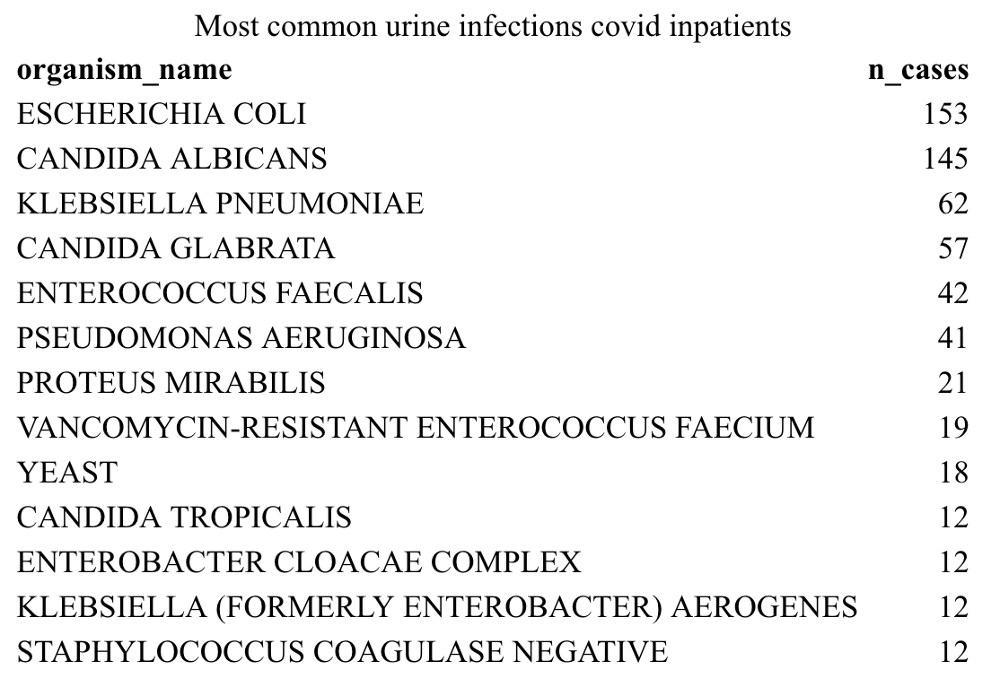 Most common urine infections covid inpatients
organism_name n_cases
ESCHERICHIA COLI 153
CANDIDA ALBICANS 145
KLEBSIELLA PNEUMONIAE 62
CANDIDA GLABRATA 57
ENTEROCOCCUS FAECALIS 42
PSEUDOMONAS AERUGINOSA 41
PROTEUS MIRABILIS 21
VANCOMYCIN-RESISTANT ENTEROCOCCUS FAECIUM 19
YEAST 18
CANDIDA TROPICALIS 12
ENTEROBACTER CLOACAE COMPLEX 12
KLEBSIELLA (FORMERLY ENTEROBACTER) AEROGENES 12
STAPHYLOCOCCUS COAGULASE NEGATIVE 12